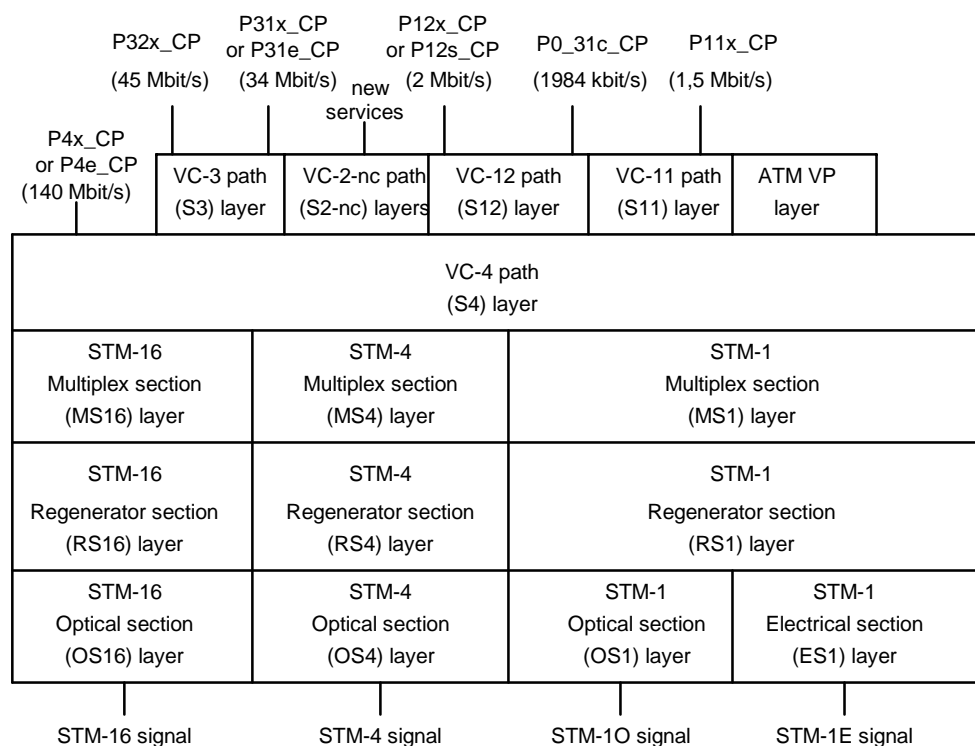 P32x_CP
(45 Mbit/s)
P31x_CP
or P31e_CP
(34 Mbit/s)
new
services
P12x_CP
or P12s_CP
(2 Mbit/s)
P0_31c_CP
(1984 kbit/s)
P11x_CP
(1,5 Mbit/s)
P4x_CP
or P4e_CP
(140 Mbit/s)
VC-3 path
(S3) layer
VC-2-nc path
(S2-nc) layers
VC-12 path
(S12) layer
VC-11 path
(S11) layer
ATM VP
layer
VC-4 path
(S4) layer
STM-16
Multiplex section
(MS16) layer
STM-4
Multiplex section
(MS4) layer
STM-1
Multiplex section
(MS1) layer
STM-16
Regenerator section
(RS16) layer
STM-4
Regenerator section
(RS4) layer
STM-1
Regenerator section
(RS1) layer
STM-16
Optical section
(OS16) layer
STM-4
Optical section
(OS4) layer
STM-1
Optical section
(OS1) layer
STM-1
Electrical section
(ES1) layer
STM-16 signal
STM-4 signal
STM-1O signal
STM-1E signal